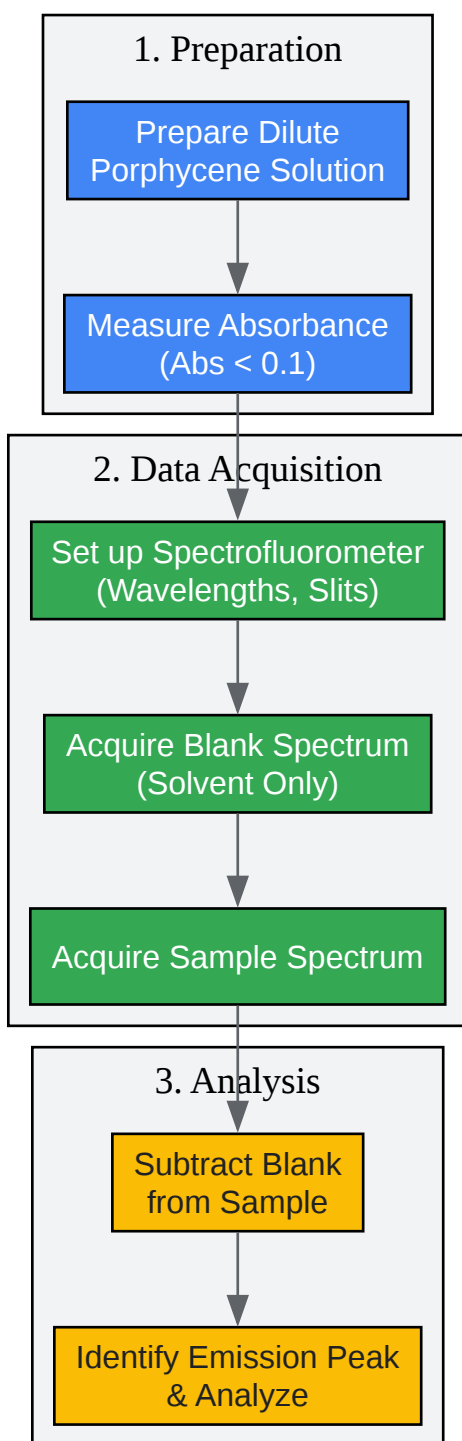 1. Preparation
Prepare Dilute
Porphycene Solution
Measure Absorbance
(Abs < 0.1)
2. Data Acquisition
Set up Spectrofluorometer
(Wavelengths, Slits)
Acquire Blank Spectrum
(Solvent Only)
Acquire Sample Spectrum
3. Analysis
Subtract Blank
from Sample
Identify Emission Peak
& Analyze